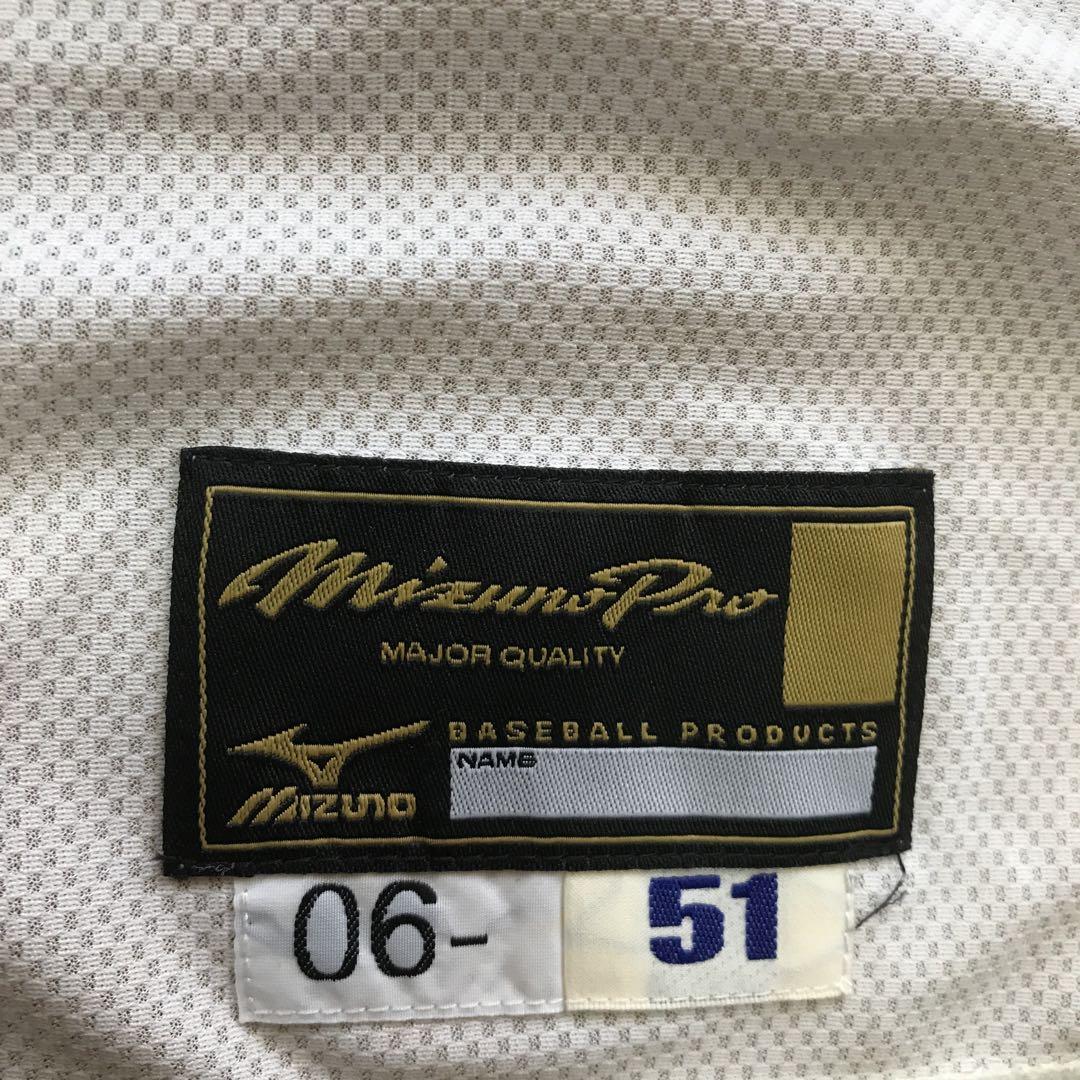 Mizuno Pro
MAJOR QUALITY
BASEBALL PRODUCTS
NAME
MIZUNO
06- 51